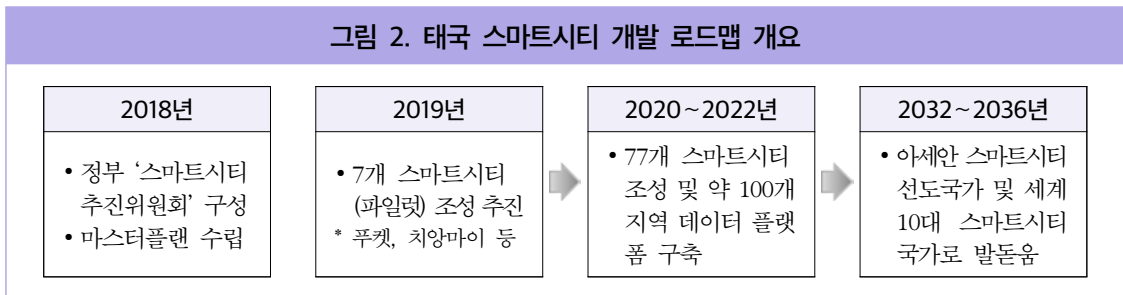 그림 2. 태국 스마트시티 개발 로드맵 개요
2018년
• 정부 ‘스마트시티
추진위원회’ 구성
• 마스터플랜 수립
2019년
• 7개 스마트시티
(파일럿) 조성 추진
* 푸켓, 치앙마이 등
2020~2022년
• 77개 스마트시티
조성 및 약 100개
지역 데이터 플랫
폼 구축
2032~2036년
• 아세안 스마트시티
선도국가 및 세계
10대 스마트시티
국가로 발돋움